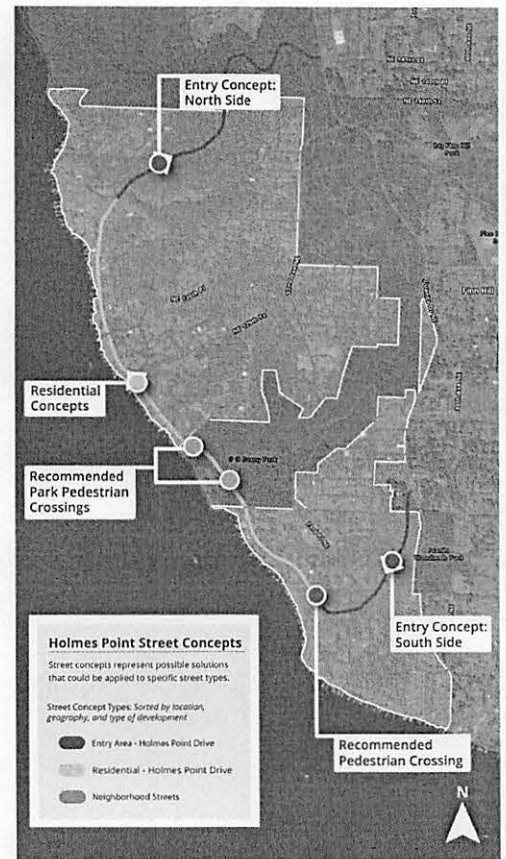 Entry Concept:
North Side
Residential
Concepts
Recommended
Park Pedestrian
Crossings
Entry Concept:
South Side
Recommended
Pedestrian Crossing
Finn Hill
Holmes Point Street Concepts
Street concepts represent possible solutions
that could be applied to specific street types.
Street Concept Types: Sorted by location,
geography, and type of development
Entry Area - Holmes Point Drive
Residential - Holmes Point Drive
Neighborhood Streets
N